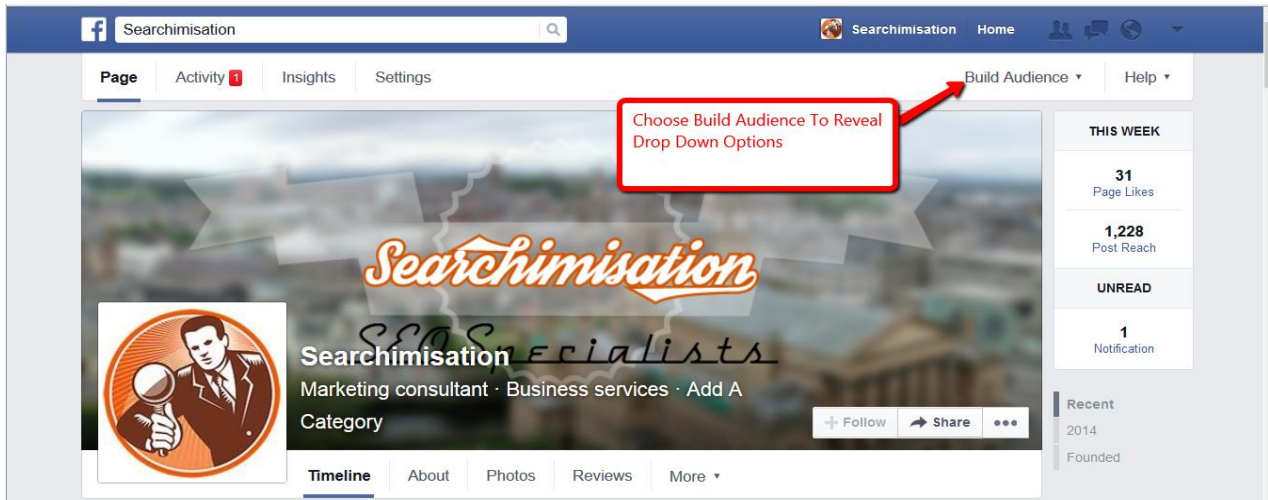 Searchimisation
Searchimisation Home
Page Activity 1 Insights Settings Build Audience Help
Choose Build Audience To Reveal
Drop Down Options
THIS WEEK
31
Page Likes
1,228
Post Reach
UNREAD
1
Notification
Searchimisation
SEO Specialists
Searchimisation
Marketing consultant · Business services · Add A
Category
Follow Share
Timeline About Photos Reviews More
Recent
2014
Founded